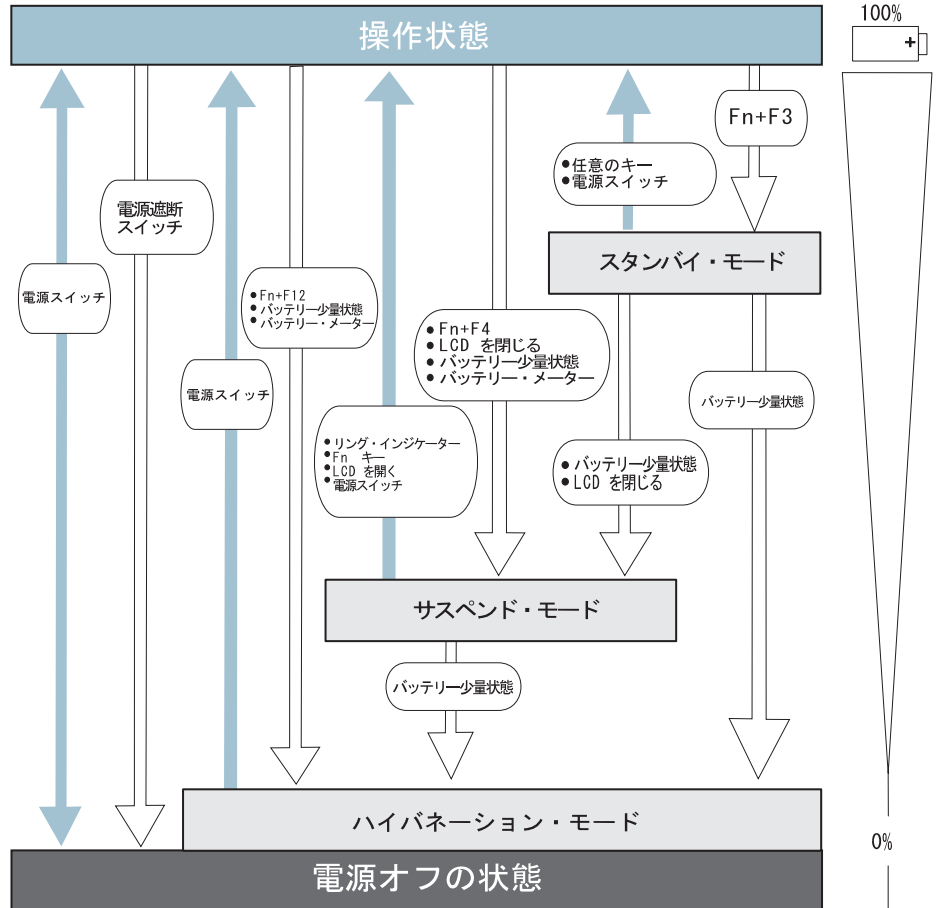 操作状態
100%
+
Fn+F3
●任意のキー
●電源スイッチ
電源遮断
スイッチ
スタンバイ・モード
電源スイッチ
●Fn+F12
●バッテリー少量状態
●バッテリー・メーター
●Fn+F4
●LCD を閉じる
●バッテリー少量状態
●バッテリー・メーター
電源スイッチ
バッテリー少量状態
●リング・インジケーター
●Fn キー
●LCD を開く
●電源スイッチ
●バッテリー少量状態
●LCD を閉じる
サスペンド・モード
バッテリー少量状態
ハイバネーション・モード
0%
電源オフの状態